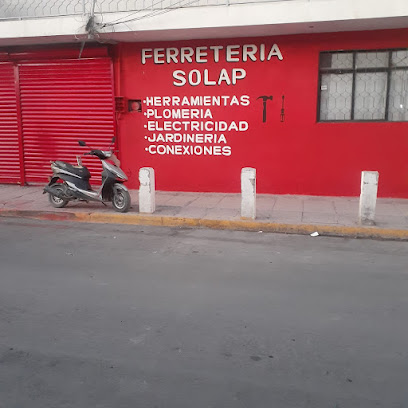 FERRETERIA
SOLAP
·HERRAMIENTAS
·PLOMERIA
·ELECTRICIDAD
·JARDINERIA
·CONEXIONES